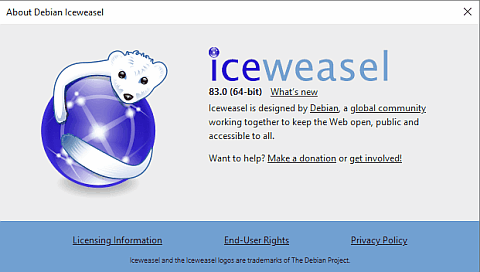 About Debian Iceweasel
iceweasel
83.0 (64-bit) What's new
Iceweasel is designed by Debian, a global community
working together to keep the Web open, public and
accessible to all.
Want to help? Make a donation or get involved!
Licensing Information End-User Rights Privacy Policy
Iceweasel and the Iceweasel logos are trademarks of The Debian Project.